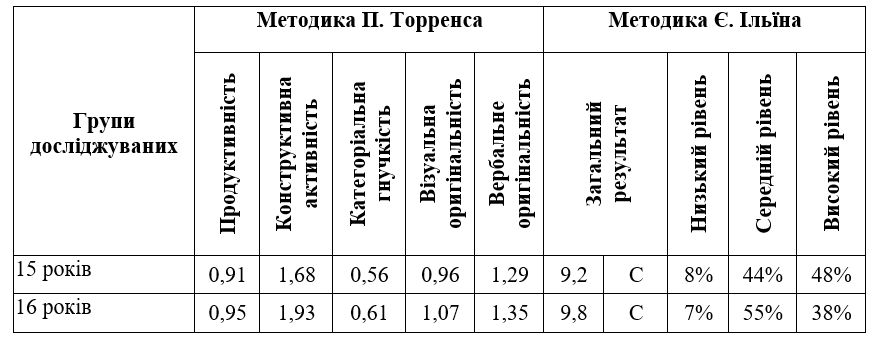 Методика П. Торренса
Методика Є. Ільїна
Групи
досліджуваних
Продуктивність
Конструктивна
активність
Категоріальна
гнучкість
Візуальна
оригінальність
Вербальне
оригінальність
Загальний
результат
Низький рівень
Середній рівень
Високий рівень
15 років 0,91 1,68 0,56 0,96 1,29 9,2 С 8% 44% 48%
16 років 0,95 1,93 0,61 1,07 1,35 9,8 С 7% 55% 38%